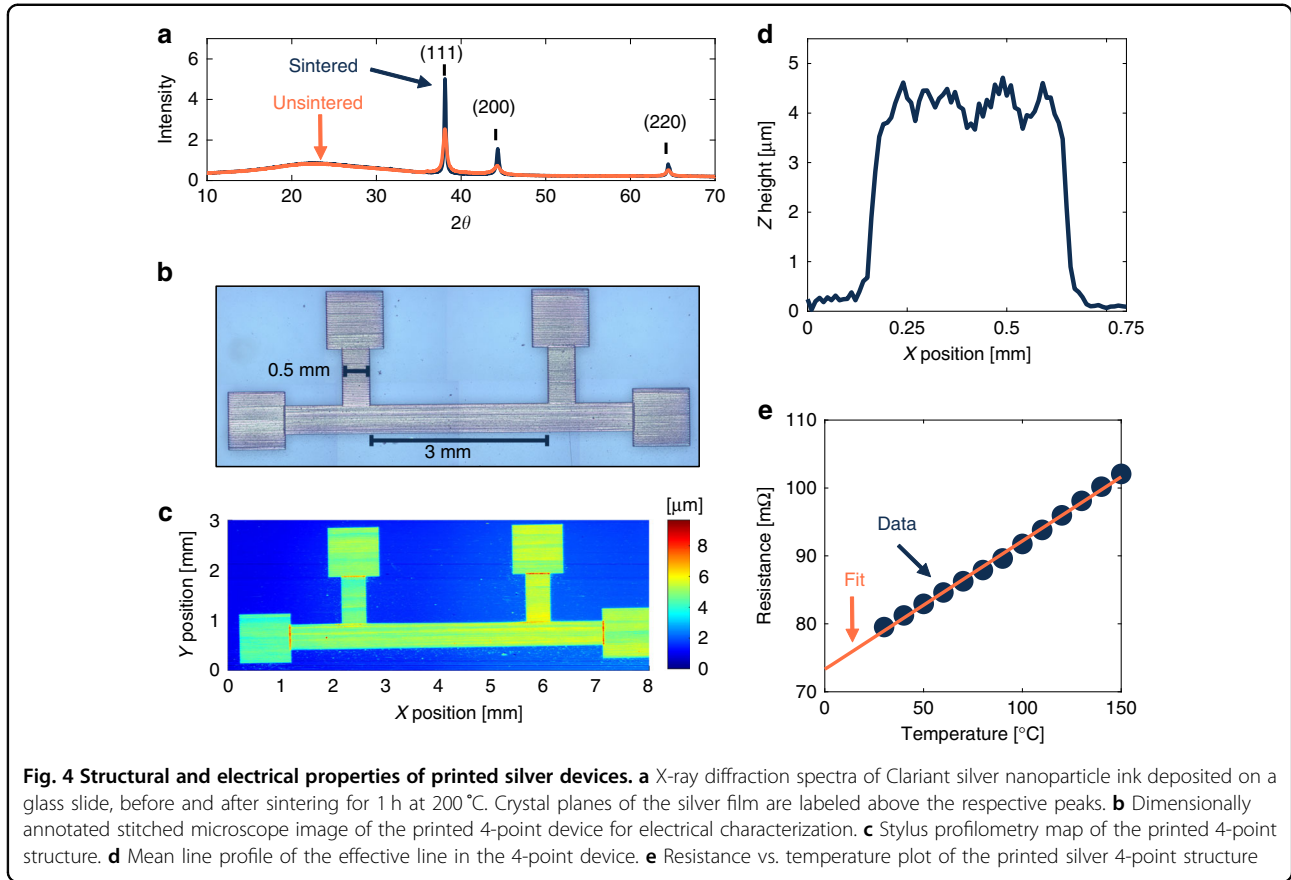 a
6
4
2
0
Intensity
Sintered
Unsintered
(111)
(200)
(220)
10 20 30 40 50 60 70
2θ
b
0.5 mm
3 mm
c
[μm]
8
6
4
2
0
3
2
1
0
Y position [mm]
0 1 2 3 4 5 6 7 8
X position [mm]
d
5
4
3
2
1
0
Z height [μm]
0 0.25 0.5 0.75
X position [mm]
e
110
100
90
80
70
Resistance [mΩ]
Data
Fit
0 50 100 150
Temperature [°C]
Fig. 4 Structural and electrical properties of printed silver devices. a X-ray diffraction spectra of Clariant silver nanoparticle ink deposited on a
glass slide, before and after sintering for 1 h at 200 °C. Crystal planes of the silver film are labeled above the respective peaks. b Dimensionally
annotated stitched microscope image of the printed 4-point device for electrical characterization. c Stylus profilometry map of the printed 4-point
structure. d Mean line profile of the effective line in the 4-point device. e Resistance vs. temperature plot of the printed silver 4-point structure